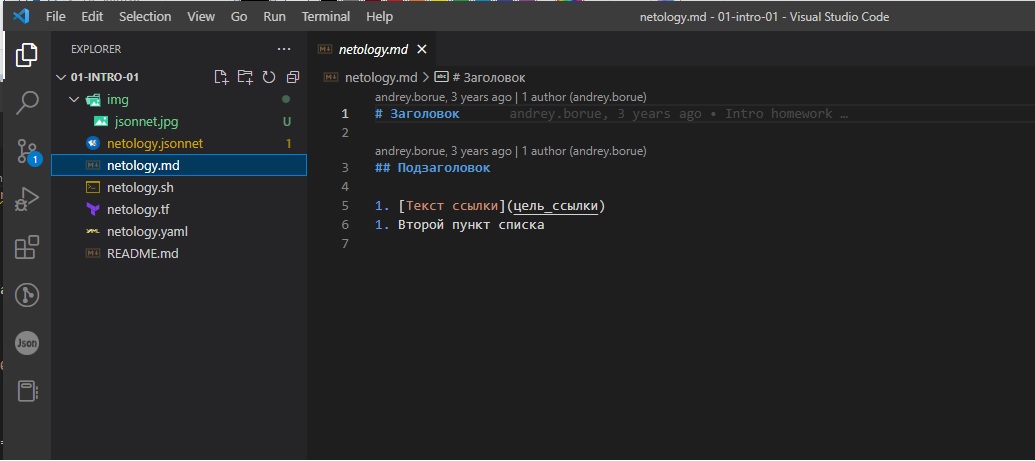 File Edit Selection View Go Run Terminal Help netology.md - 01-intro-01 - Visual Studio Code
EXPLORER ...
01-INTRO-01
img
jsonnet.jpg U
netology.jsonnet 1
netology.md
netology.sh
netology.tf
netology.yaml
README.md
1
Json
netology.md
netology.md > # Заголовок
andrey.borue, 3 years ago | 1 author (andrey.borue)
1 # Заголовок andrey.borue, 3 years ago • Intro homework …
2
andrey.borue, 3 years ago | 1 author (andrey.borue)
3 ## Подзаголовок
4
5 1. [Текст ссылки](цель_ссылки)
6 1. Второй пункт списка
7